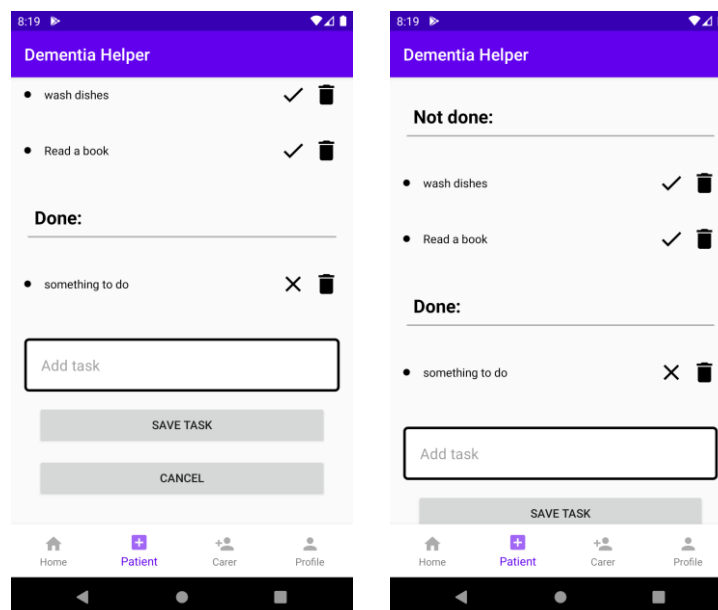 8:19
Dementia Helper
wash dishes
Read a book
Done:
something to do
Add task
SAVE TASK
CANCEL
Home Patient Carer Profile
8:19
Dementia Helper
Not done:
wash dishes
Read a book
Done:
something to do
Add task
SAVE TASK
Home Patient Carer Profile